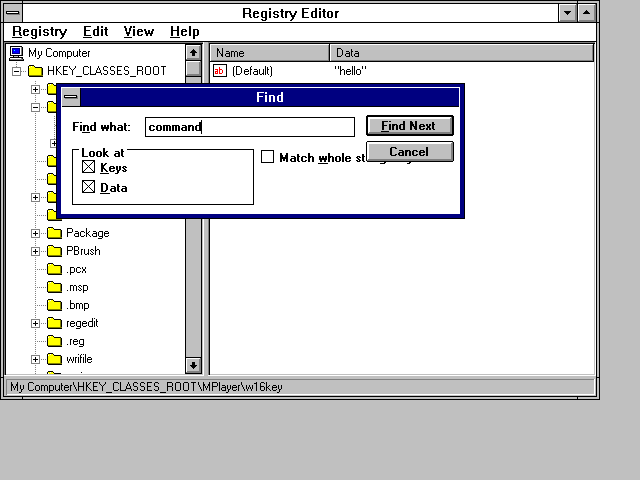 Registry Editor
Registry Edit View Help
My Computer
Name Data
HKEY_CLASSES_ROOT
(Default) "hello"
Find
Find what: command
Find Next
Cancel
Look at
Keys
Data
Match whole
Package
PBrush
.pcx
.msp
.bmp
regedit
.reg
wrifile
My Computer\HKEY_CLASSES_ROOT\MPlayer\w16key